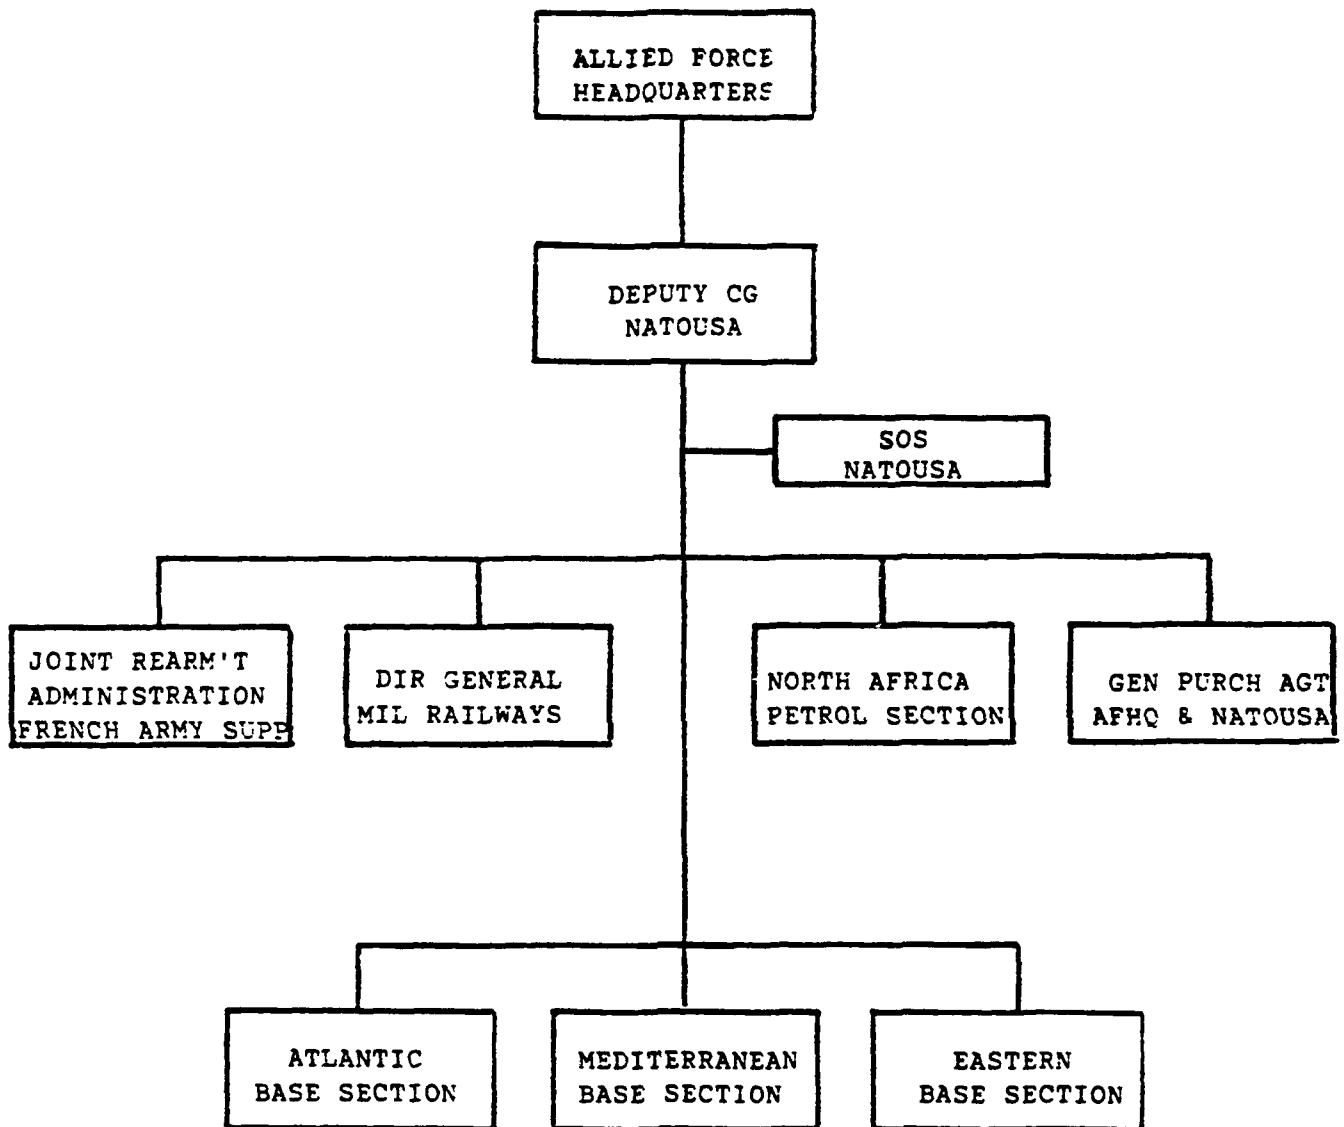 ALLIED FORCE
HEADQUARTERS
DEPUTY CG
NATOUSA
SOS
NATOUSA
JOINT REARM'T
ADMINISTRATION
FRENCH ARMY SUPP
DIR GENERAL
MIL RAILWAYS
NORTH AFRICA
PETROL SECTION
GEN PURCH AGT
AFHQ & NATOUSA
ATLANTIC
BASE SECTION
MEDITERRANEAN
BASE SECTION
EASTERN
BASE SECTION